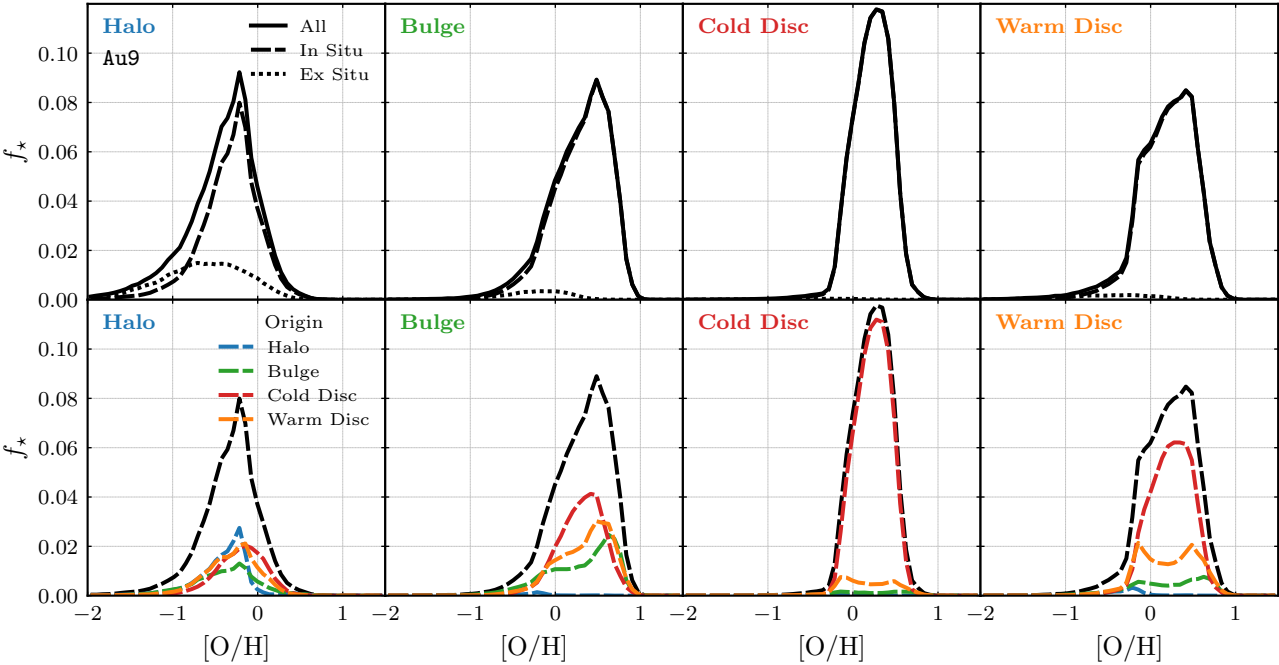 Halo
Au9
All
In Situ
Ex Situ
Bulge
Cold Disc
Warm Disc
f⋆
0.10
0.08
0.06
0.04
0.02
0.00
Halo
Origin
Halo
Bulge
Cold Disc
Warm Disc
Bulge
Cold Disc
Warm Disc
f⋆
0.10
0.08
0.06
0.04
0.02
0.00
−2 −1 0 1
−2 −1 0 1
−2 −1 0 1
−2 −1 0 1
[O/H] [O/H] [O/H] [O/H]